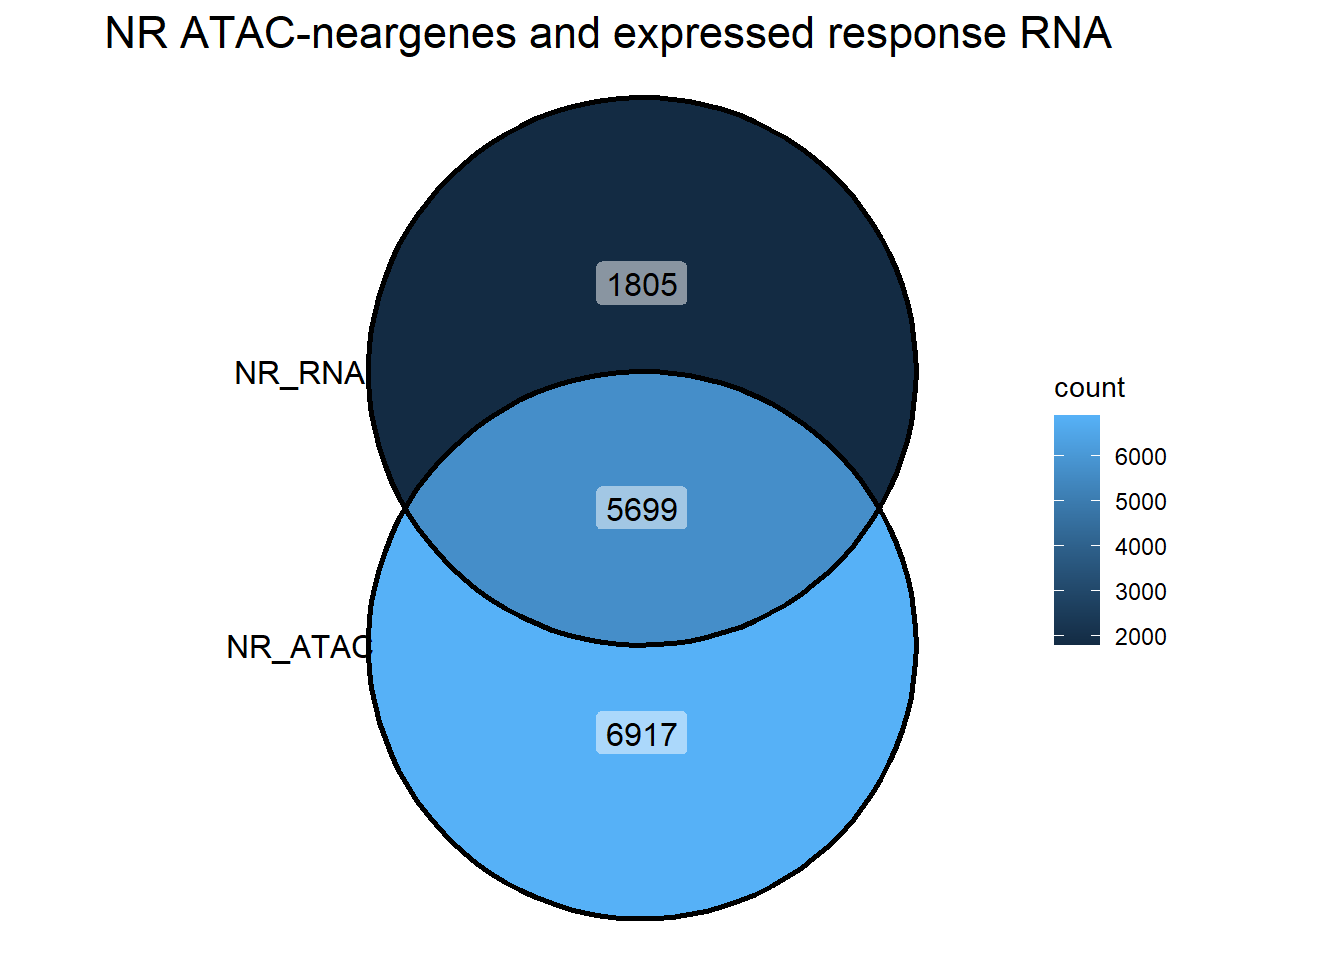 NR ATAC-neargenes and expressed response RNA
1805
NR_RNA
5699
NR_ATAC
6917
count
6000
5000
4000
3000
2000